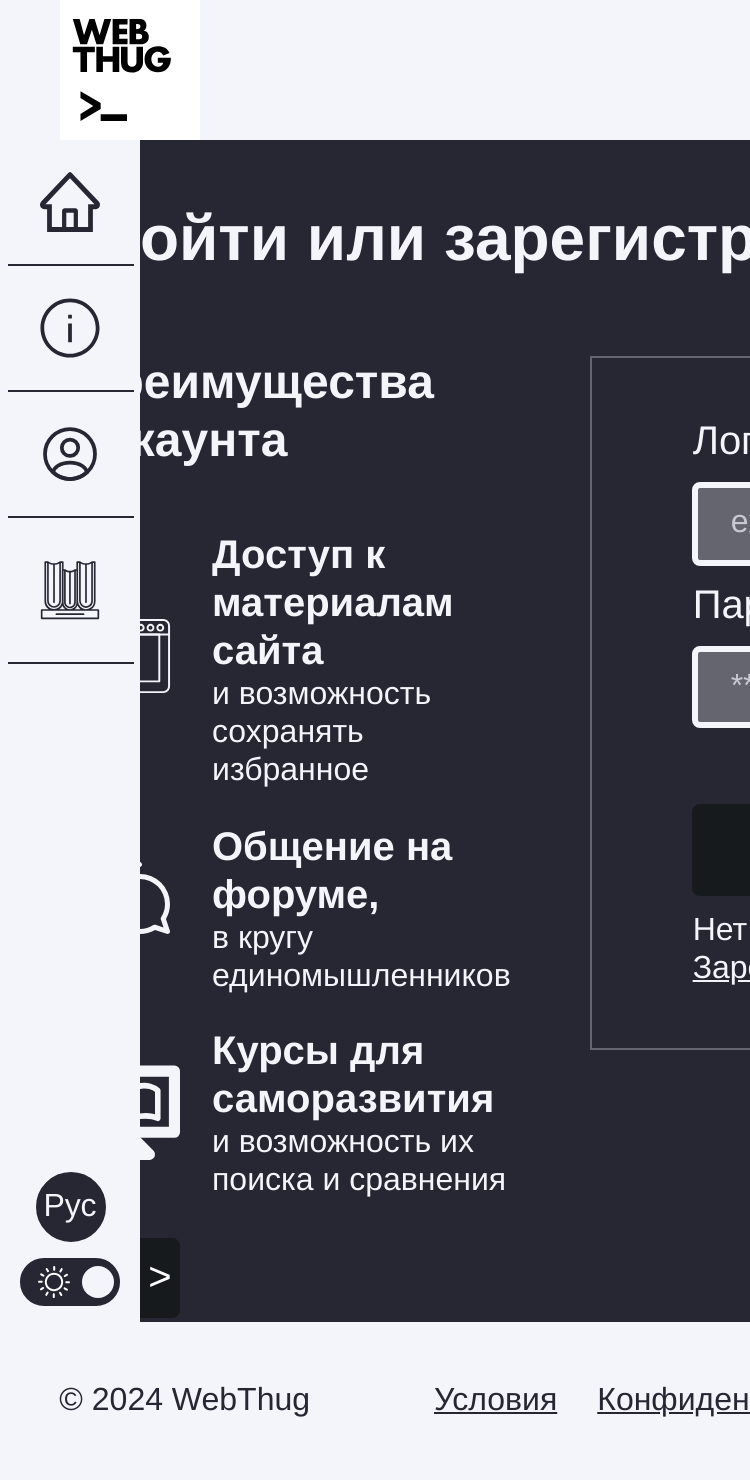 WEB
THUG
>_
ойти или зарегистр
реимущества
каунта
Доступ к
материалам
сайта
и возможность
сохранять
избранное
Общение на
форуме,
в кругу
единомышленников
Курсы для
саморазвития
и возможность их
поиска и сравнения
>
Лог
Пар
**
Нет
Заре
Рус
© 2024 WebThug
Условия
Конфиден